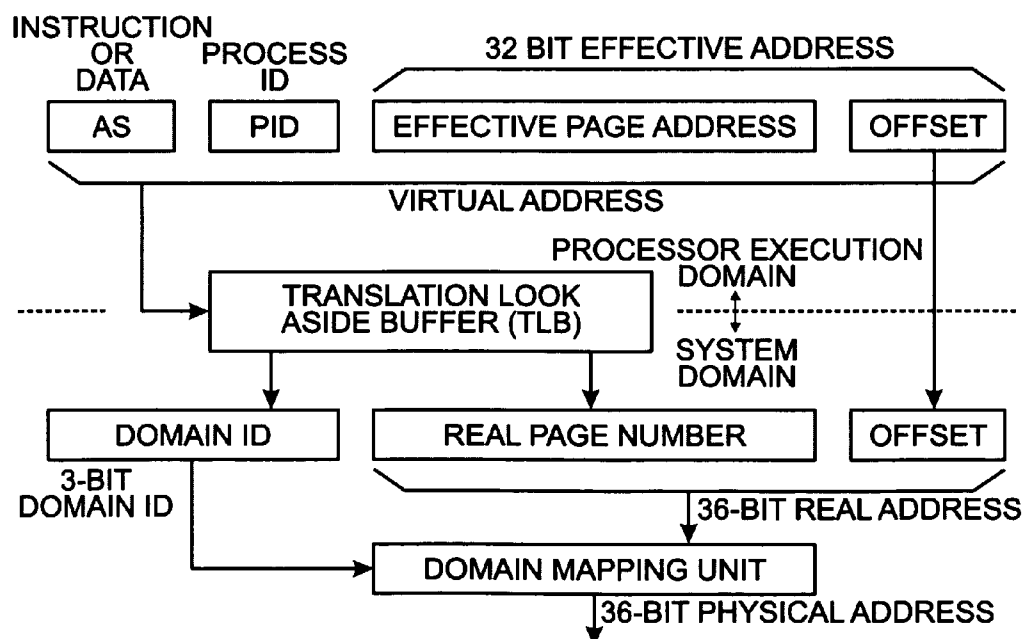 INSTRUCTION
OR
DATA
PROCESS
ID
32 BIT EFFECTIVE ADDRESS
AS
PID
EFFECTIVE PAGE ADDRESS
OFFSET
VIRTUAL ADDRESS
PROCESSOR EXECUTION
DOMAIN
TRANSLATION LOOK
ASIDE BUFFER (TLB)
SYSTEM
DOMAIN
DOMAIN ID
REAL PAGE NUMBER
OFFSET
3-BIT
DOMAIN ID
36-BIT REAL ADDRESS
DOMAIN MAPPING UNIT
36-BIT PHYSICAL ADDRESS